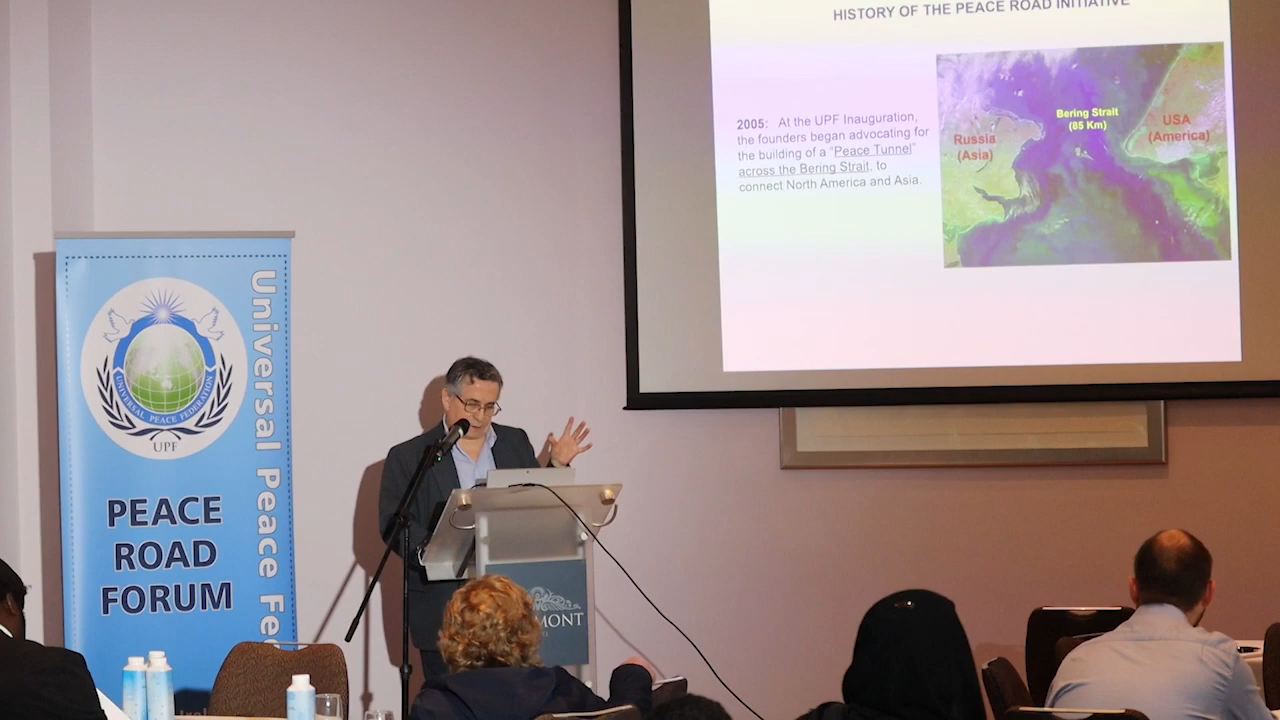 HISTORY OF THE PEACE ROAD INITIATIVE
2005: At the UPF Inauguration,
the founders began advocating for
the building of a "Peace Tunnel"
across the Bering Strait, to
connect North America and Asia.
Bering Strait
(85 Km)
Russia
(Asia)
USA
(America)
Universal Peace Fe
UNIVERSAL PEACE FEDERATION
UPF
PEACE
ROAD
FORUM
MONT